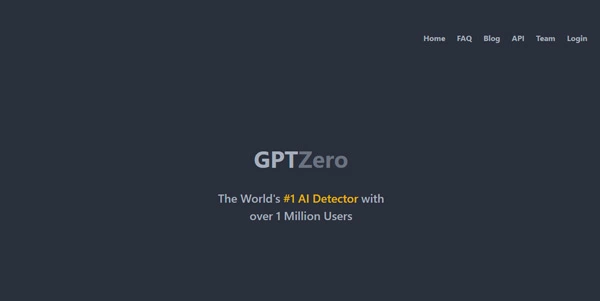 Home FAQ Blog API Team Login
GPTZero
The World's #1 AI Detector with
over 1 Million Users